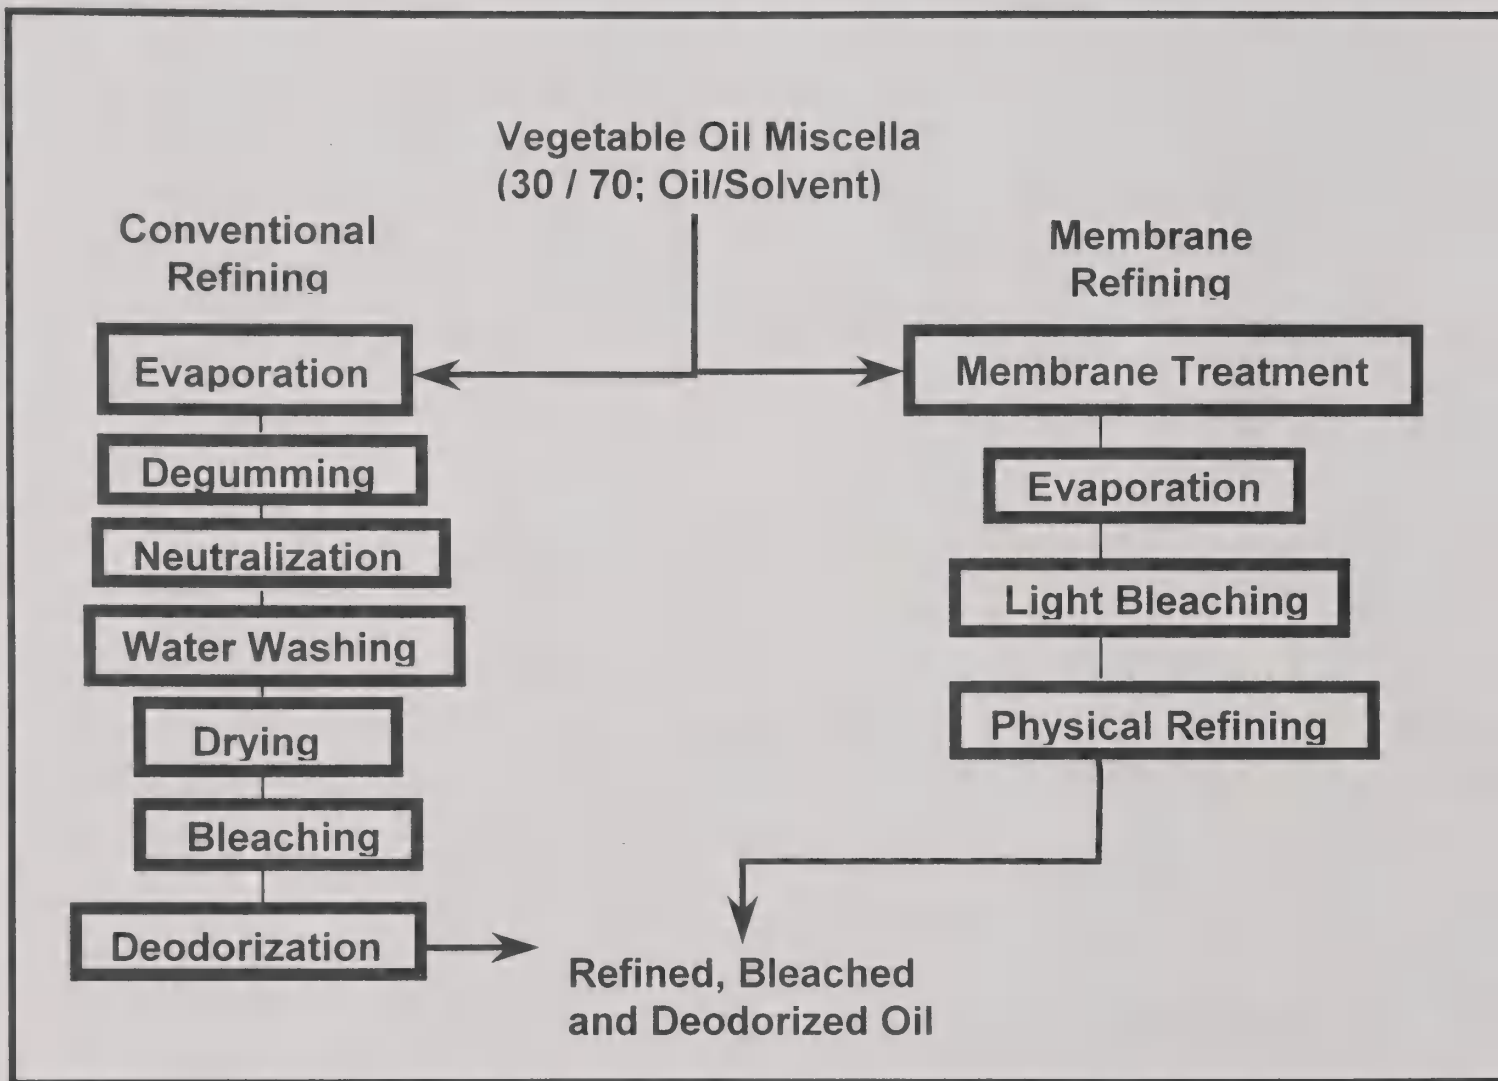 Vegetable Oil Miscella
(30 / 70; Oil/Solvent)
Conventional
Refining
Evaporation
Degumming
Neutralization
Water Washing
Drying
Bleaching
Deodorization
Membrane
Refining
Membrane Treatment
Evaporation
Light Bleaching
Physical Refining
Refined, Bleached
and Deodorized Oil